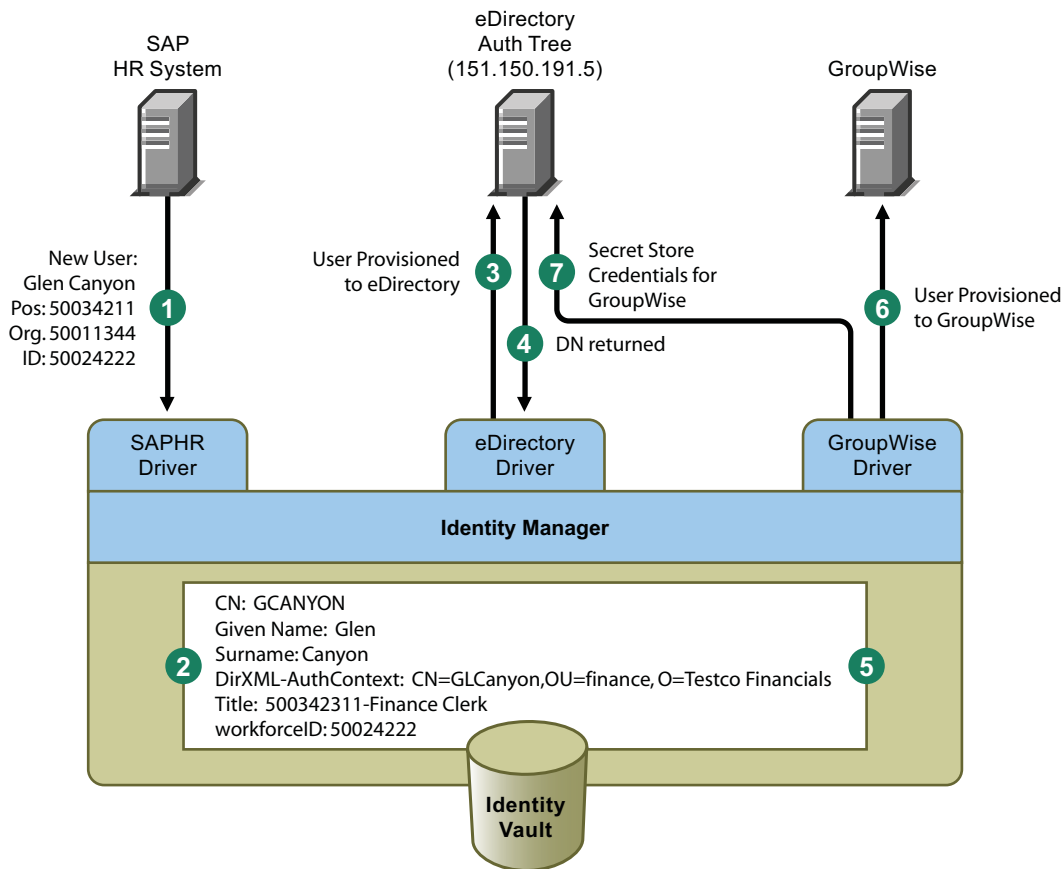 SAP
HR System
eDirectory
Auth Tree
(151.150.191.5)
GroupWise
New User:
Glen Canyon
Pos: 50034211
Org. 50011344
ID: 50024222
1
User Provisioned
to eDirectory
3
7
Secret Store
Credentials for
GroupWise
4
DN returned
6
User Provisioned
to GroupWise
SAPHR
Driver
eDirectory
Driver
GroupWise
Driver
Identity Manager
2
CN: GCANYON
Given Name: Glen
Surname: Canyon
DirXML-AuthContext: CN=GLCanyon,OU=finance, O=Testco Financials
Title: 500342311-Finance Clerk
workforceID: 50024222
5
Identity
Vault